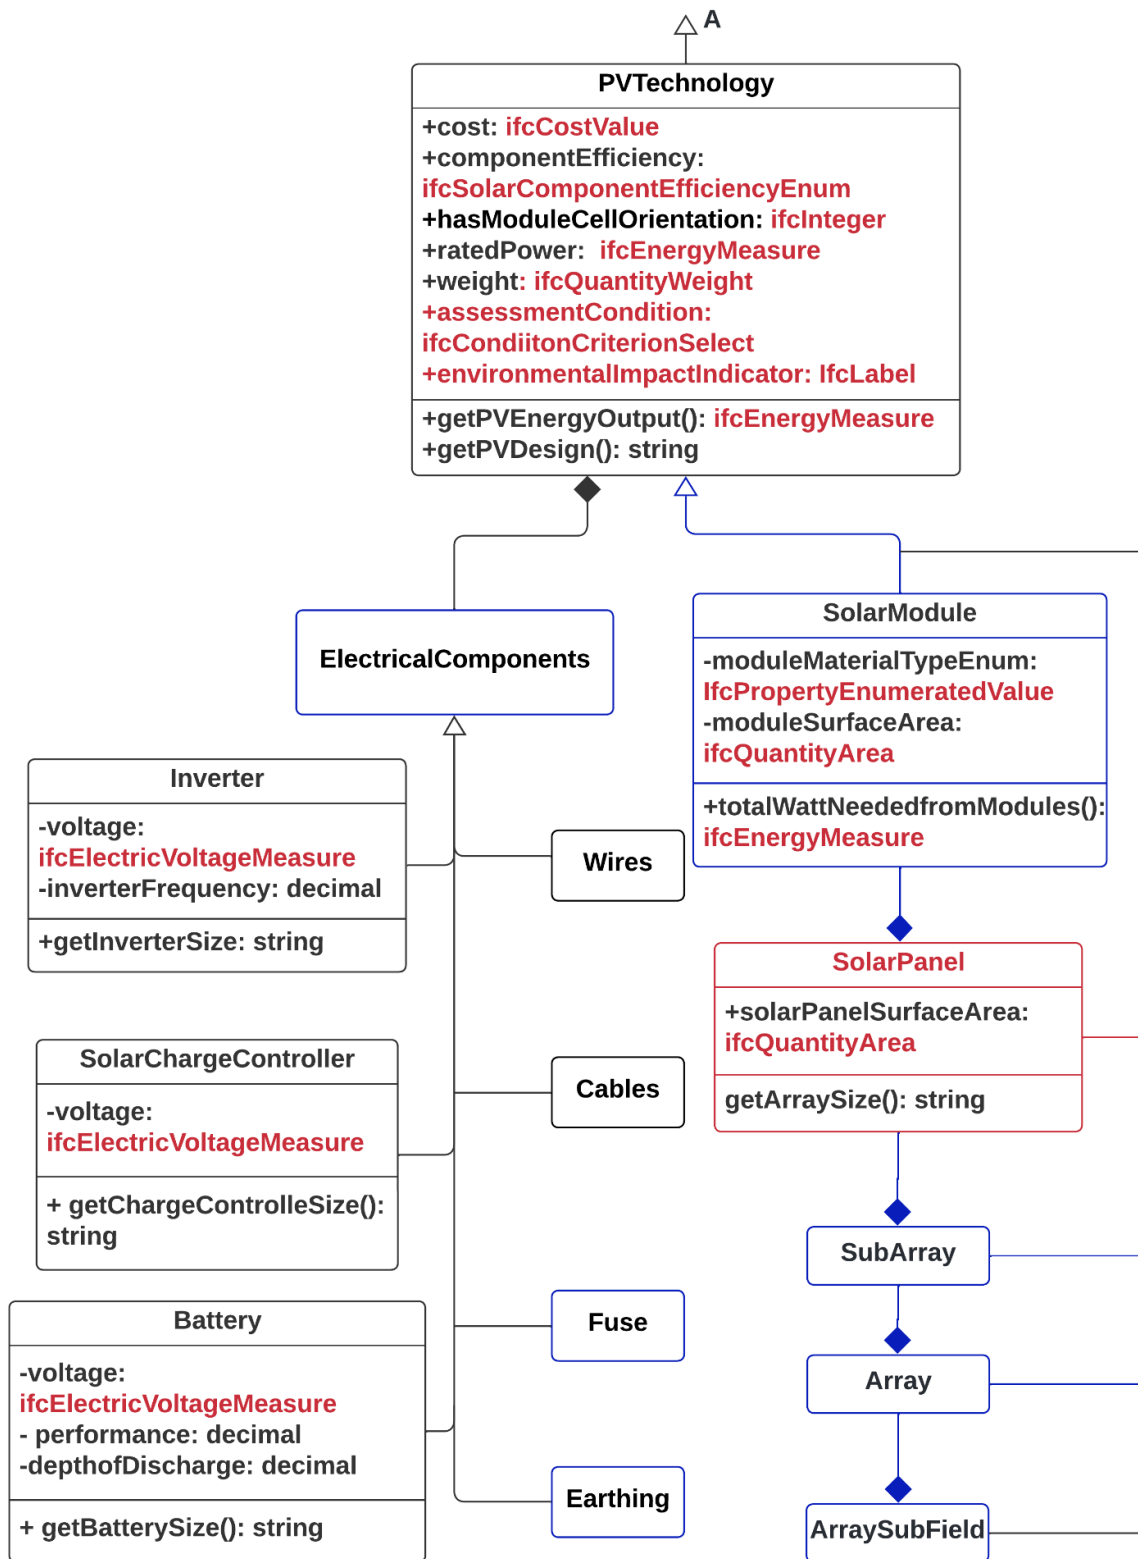 A
PVTechnology
+cost: ifcCostValue
+componentEfficiency:
ifcSolarComponentEfficiencyEnum
+hasModuleCellOrientation: ifcInteger
+ratedPower: ifcEnergyMeasure
+weight: ifcQuantityWeight
+assessmentCondition:
ifcCondiitonCriterionSelect
+environmentalImpactIndicator: IfcLabel
+getPVEnergyOutput(): ifcEnergyMeasure
+getPVDesign(): string
ElectricalComponents
SolarModule
-moduleMaterialTypeEnum:
IfcPropertyEnumeratedValue
-moduleSurfaceArea:
ifcQuantityArea
+totalWattNeededfromModules():
ifcEnergyMeasure
Inverter
-voltage:
ifcElectricVoltageMeasure
-inverterFrequency: decimal
+getInverterSize: string
Wires
SolarPanel
+solarPanelSurfaceArea:
ifcQuantityArea
getArraySize(): string
SolarChargeController
-voltage:
ifcElectricVoltageMeasure
+ getChargeControlleSize():
string
Cables
SubArray
Battery
-voltage:
ifcElectricVoltageMeasure
- performance: decimal
-depthofDischarge: decimal
+ getBatterySize(): string
Fuse
Array
Earthing
ArraySubField